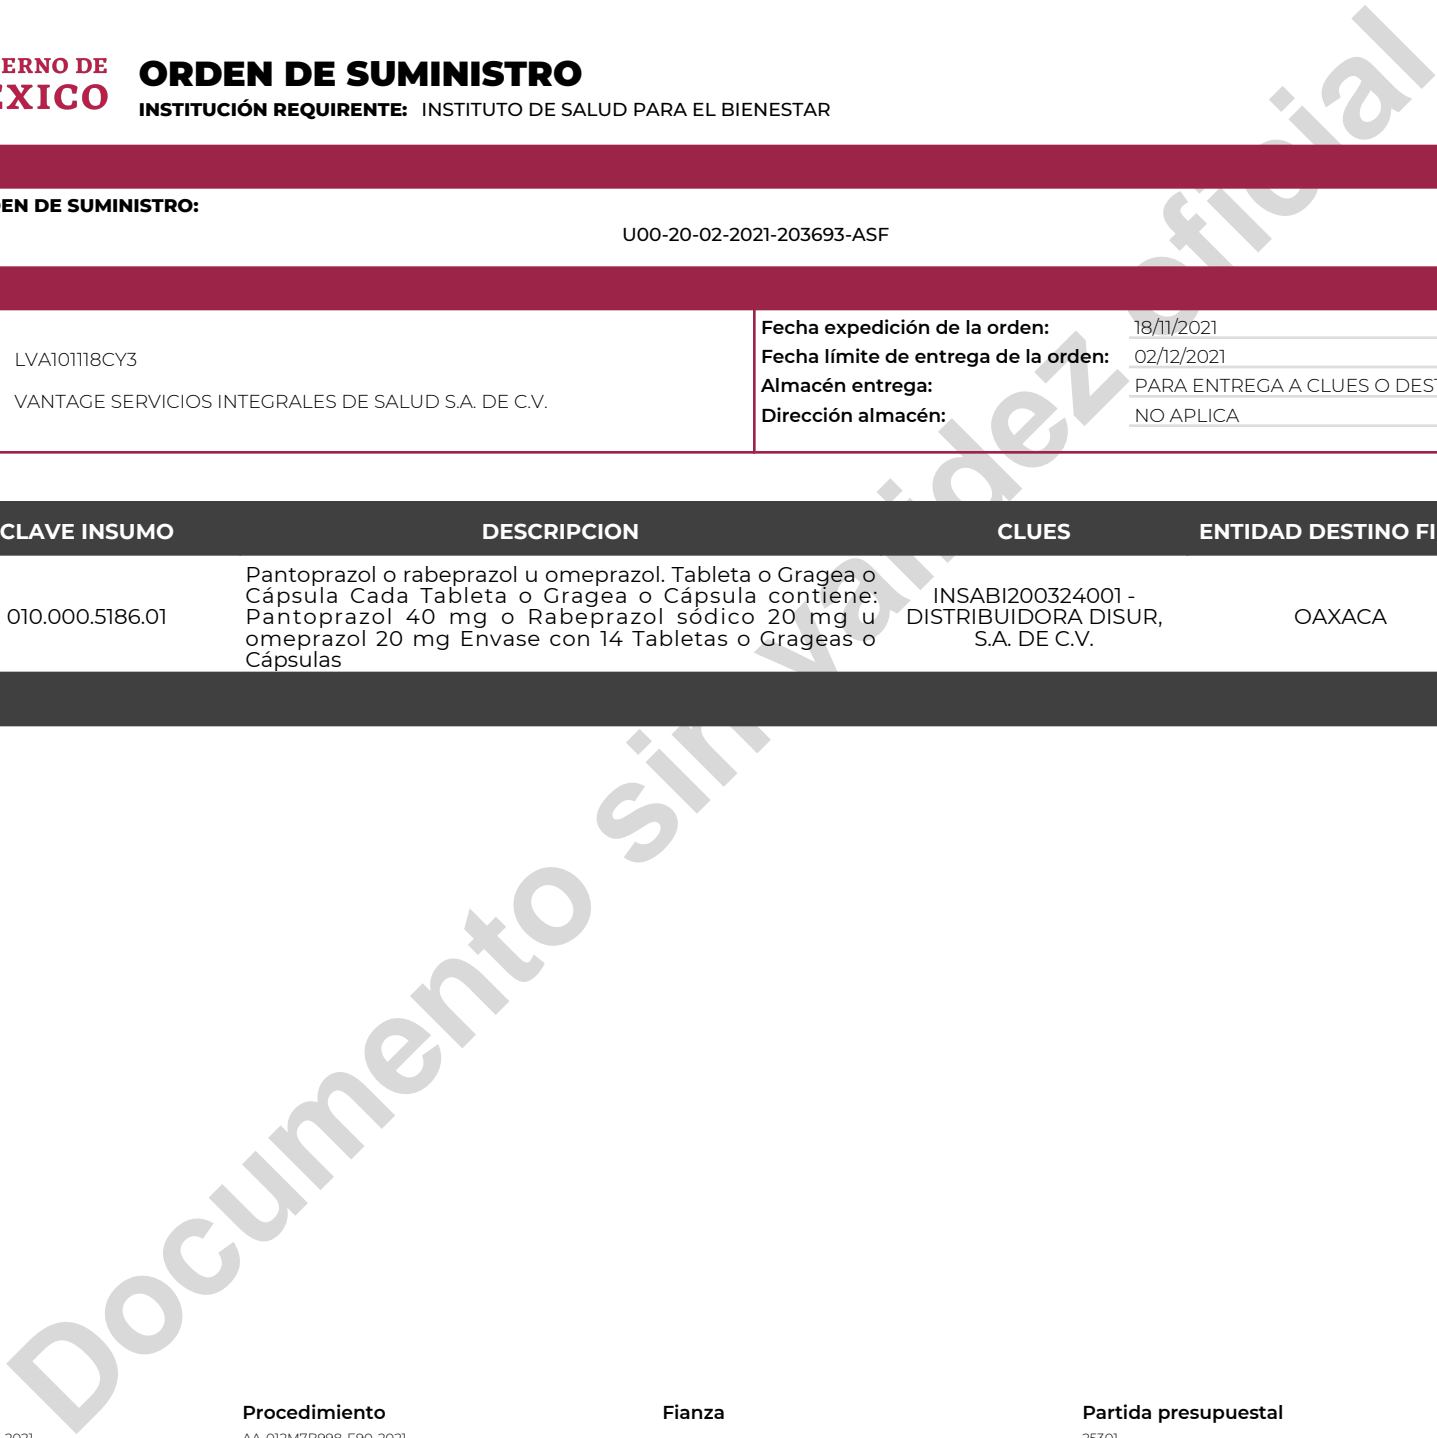 ERNO DE
ORDEN DE SUMINISTRO
EXICO
INSTITUCIÓN REQUIRENTE: INSTITUTO DE SALUD PARA EL BIENESTAR
EN DE SUMINISTRO:
U00-20-02-2021-203693-ASF
LVA101118CY3
VANTAGE SERVICIOS INTEGRALES DE SALUD S.A. DE C.V.
Fecha expedición de la orden: 18/11/2021
Fecha límite de entrega de la orden: 02/12/2021
Almacén entrega: PARA ENTREGA A CLUES O DEST
Dirección almacén: NO APLICA
CLAVE INSUMO DESCRIPCION CLUES ENTIDAD DESTINO FI
010.000.5186.01
Pantoprazol o rabeprazol u omeprazol. Tableta o Gragea o
Cápsula Cada Tableta o Gragea o Cápsula contiene:
Pantoprazol 40 mg o Rabeprazol sódico 20 mg u
omeprazol 20 mg Envase con 14 Tabletas o Grageas o
Cápsulas
INSABI200324001 -
DISTRIBUIDORA DISUR,
S.A. DE C.V.
OAXACA
Documento sin validez oficial
Procedimiento Fianza Partida presupuestal